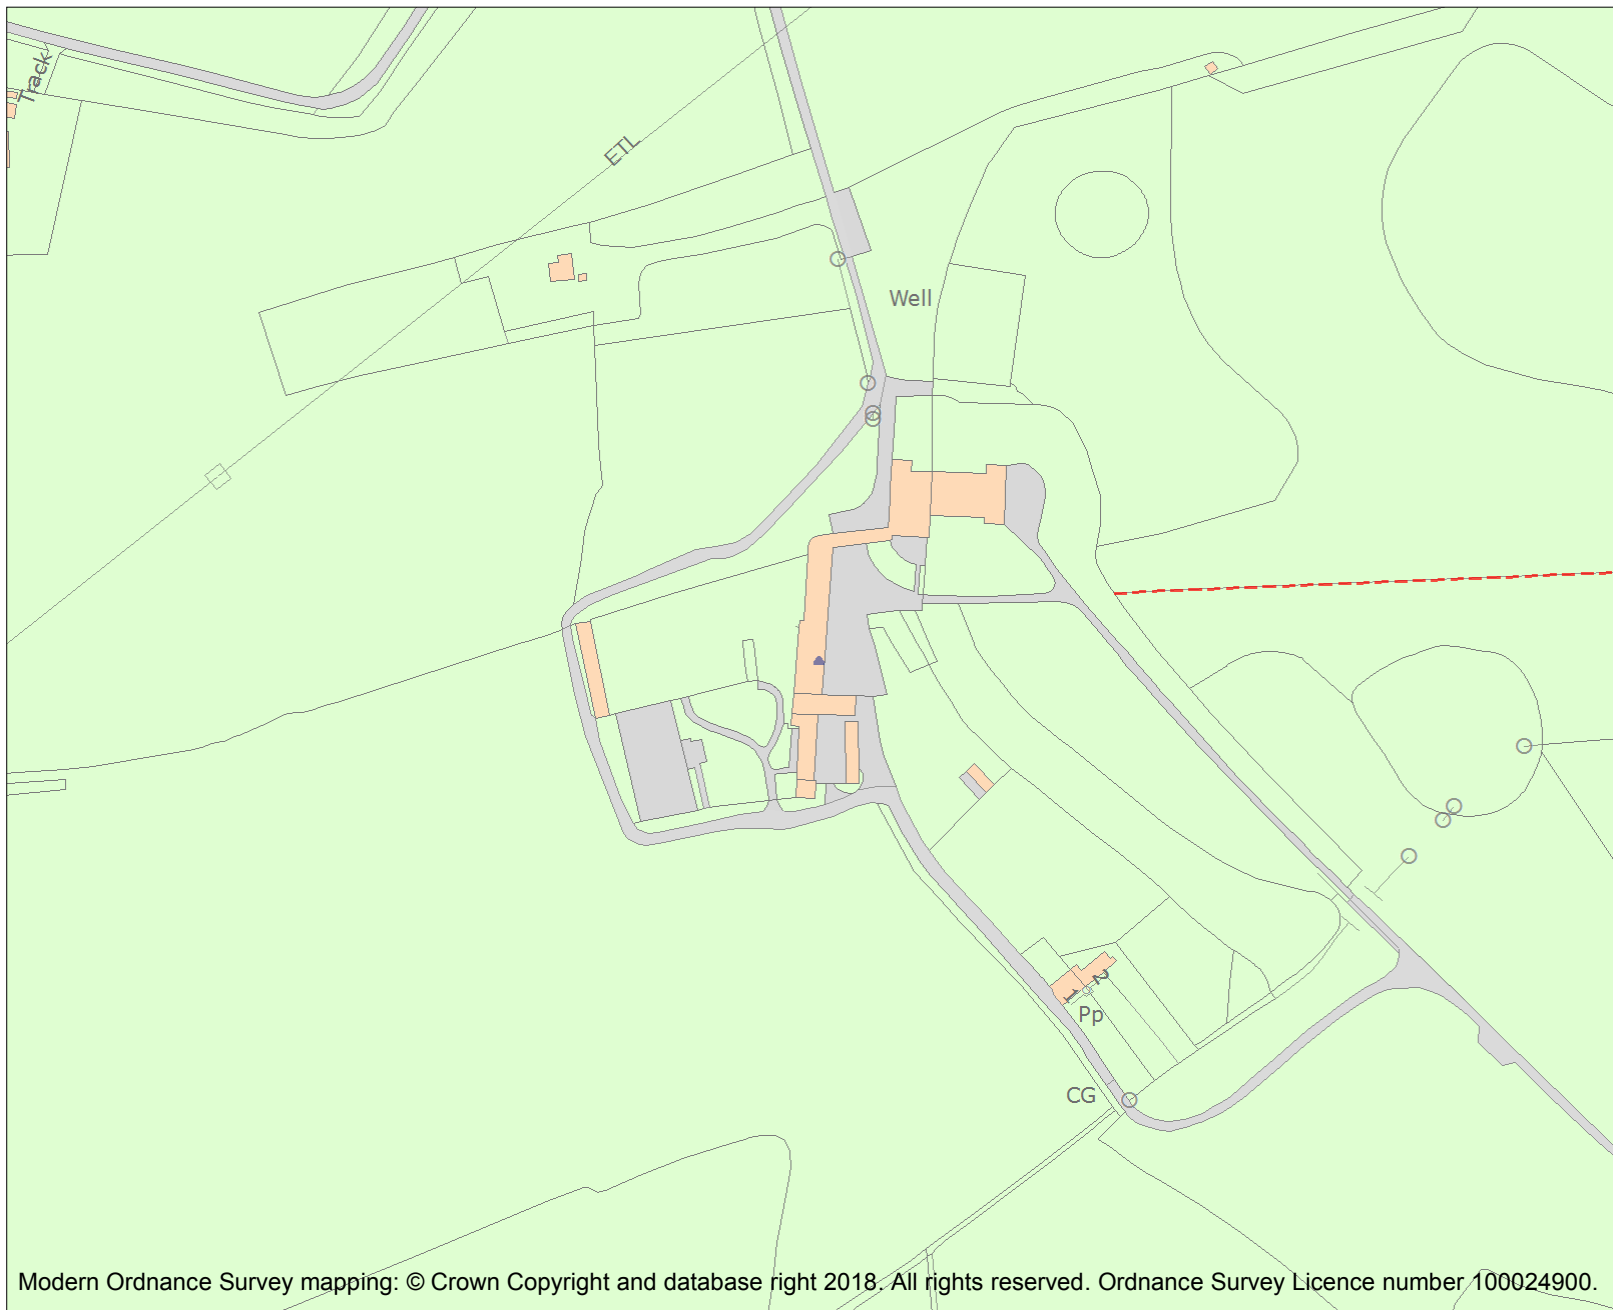 Track
ETL
Well
2
1
Pp
CG
Modern Ordnance Survey mapping: © Crown Copyright and database right 2018. All rights reserved. Ordnance Survey Licence number 100024900.